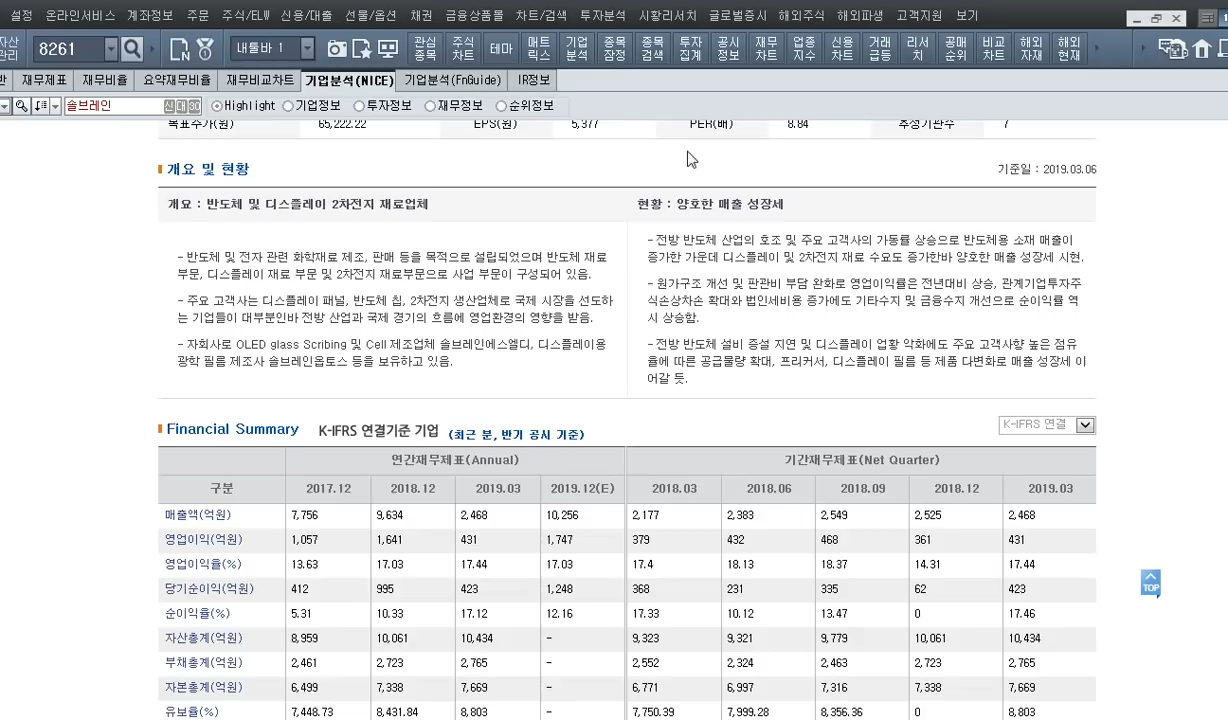 설정 온라인서비스 계좌정보 주문 주식/ELW 신용/대출 선물/옵션 채권 금융상품몰 차트/검색 투자분석 시황리서치 글로벌증시 해외주식 해외파생 고객지원 보기
자산관리 8261 내툴바 1 관심종목 주식차트 테마 매트릭스 기업분석 종목잠정 종목검색 투자집계 공시정보 재무차트 업종지수 신용차트 거래급등 리서치 공매순위 비교차트 해외자재 해외현재
반 재무제표 재무비율 요약재무비율 재무비교차트 기업분석(NICE) 기업분석(FnGuide) IR정보
솔브레인 신 대 30 Highlight 기업정보 투자정보 재무정보 순위정보
목표주가(원) 65,222.22 EPS(원) 5,377 PER(배) 8.84 추정기관수 7
개요 및 현황 기준일 : 2019.03.06
개요 : 반도체 및 디스플레이 2차전지 재료업체
- 반도체 및 전자 관련 화학재료 제조, 판매 등을 목적으로 설립되었으며 반도체 재료
부문, 디스플레이 재료 부문 및 2차전지 재료부문으로 사업 부문이 구성되어 있음.
- 주요 고객사는 디스플레이 패널, 반도체 칩, 2차전지 생산업체로 국제 시장을 선도하
는 기업들이 대부분인바 전방 산업과 국제 경기의 흐름에 영업환경의 영향을 받음.
- 자회사로 OLED glass Scribing 및 Cell 제조업체 솔브레인에스엘디, 디스플레이용
광학 필름 제조사 솔브레인옵토스 등을 보유하고 있음.
현황 : 양호한 매출 성장세
- 전방 반도체 산업의 호조 및 주요 고객사의 가동률 상승으로 반도체용 소재 매출이
증가한 가운데 디스플레이 및 2차전지 재료 수요도 증가한바 양호한 매출 성장세 시현.
- 원가구조 개선 및 판관비 부담 완화로 영업이익률은 전년대비 상승, 관계기업투자주
식손상차손 확대와 법인세비용 증가에도 기타수지 및 금융수지 개선으로 순이익률 역
시 상승함.
- 전방 반도체 설비 증설 지연 및 디스플레이 업황 악화에도 주요 고객사향 높은 점유
율에 따른 공급물량 확대, 프리커서, 디스플레이 필름 등 제품 다변화로 매출 성장세 이
어갈 듯.
Financial Summary K-IFRS 연결기준 기업 (최근 분,반기 공시 기준) K-IFRS 연결
연간재무제표(Annual) 기간재무제표(Net Quarter)
구분 2017.12 2018.12 2019.03 2019.12(E) 2018.03 2018.06 2018.09 2018.12 2019.03
매출액(억원) 7,756 9,634 2,468 10,256 2,177 2,383 2,549 2,525 2,468
영업이익(억원) 1,057 1,641 431 1,747 379 432 468 361 431
영업이익률(%) 13.63 17.03 17.44 17.03 17.4 18.13 18.37 14.31 17.44
당기순이익(억원) 412 995 423 1,248 368 231 335 62 423
순이익률(%) 5.31 10.33 17.12 12.16 17.33 10.12 13.47 0 17.46
자산총계(억원) 8,959 10,061 10,434 - 9,323 9,321 9,779 10,061 10,434
부채총계(억원) 2,461 2,723 2,765 - 2,552 2,324 2,463 2,723 2,765
자본총계(억원) 6,499 7,338 7,669 - 6,771 6,997 7,316 7,338 7,669
유보율(%) 7,448.73 8,431.84 8,803 - 7,750.39 7,999.28 8,356.36 0 8,803
TOP